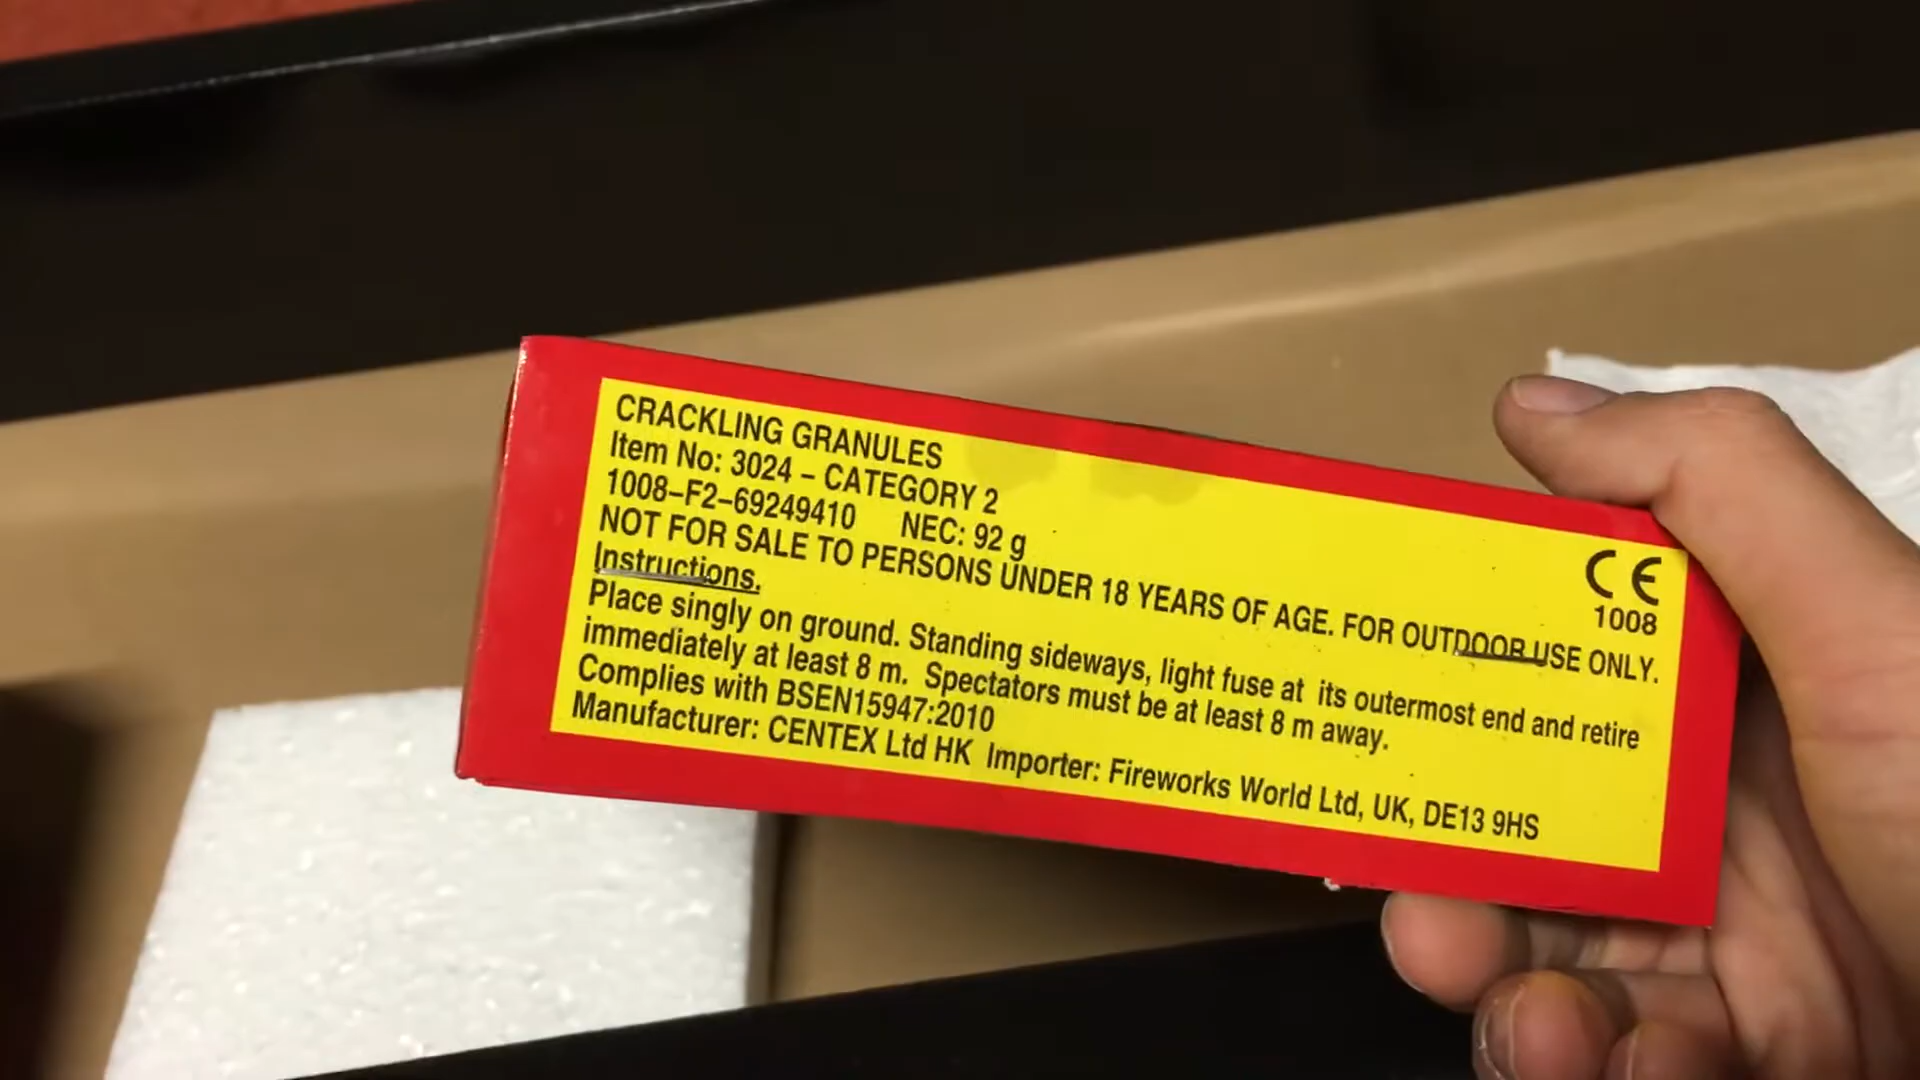 CRACKLING GRANULES
Item No: 3024 – CATEGORY 2
1008–F2–69249410 NEC: 92 g
NOT FOR SALE TO PERSONS UNDER 18 YEARS OF AGE. FOR OUTDOOR USE ONLY.
Instructions.
Place singly on ground. Standing sideways, light fuse at its outermost end and retire
immediately at least 8 m. Spectators must be at least 8 m away.
Complies with BSEN15947:2010
Manufacturer: CENTEX Ltd HK Importer: Fireworks World Ltd, UK, DE13 9HS
CE
1008